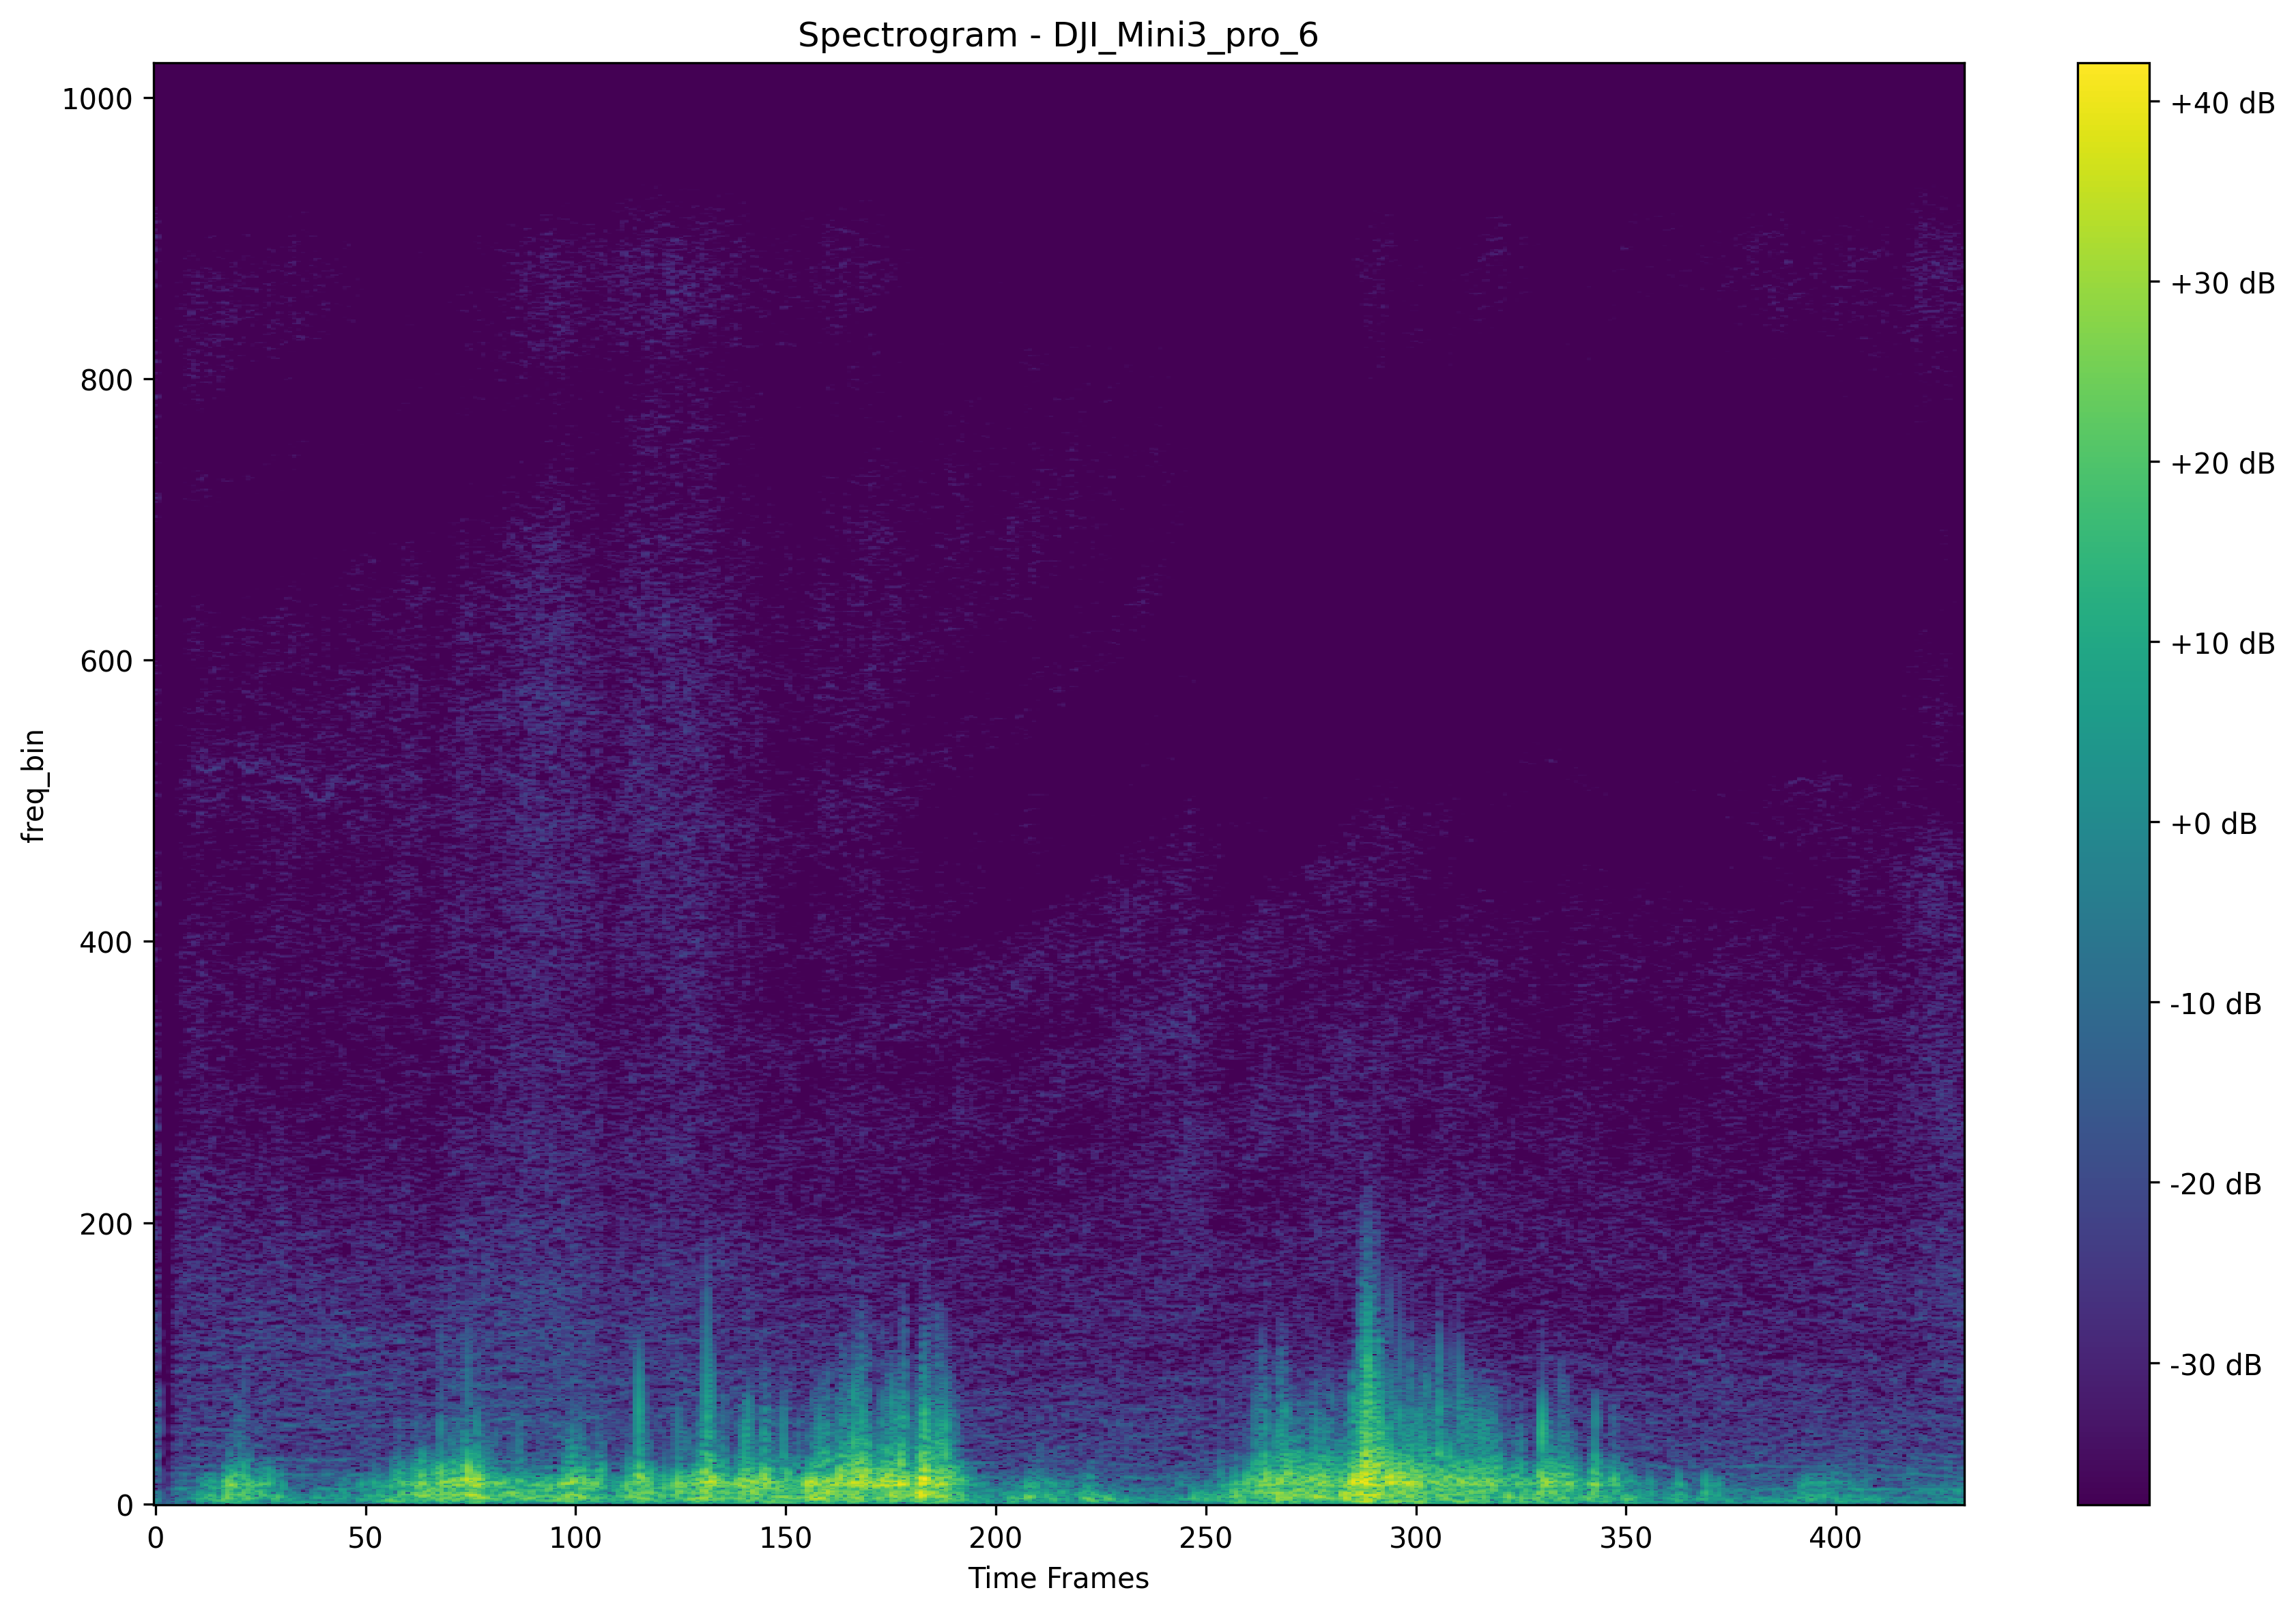 Spectrogram - DJI_Mini3_pro_6
1000
800
600
400
200
0
freq_bin
0 50 100 150 200 250 300 350 400
Time Frames
+40 dB
+30 dB
+20 dB
+10 dB
+0 dB
-10 dB
-20 dB
-30 dB